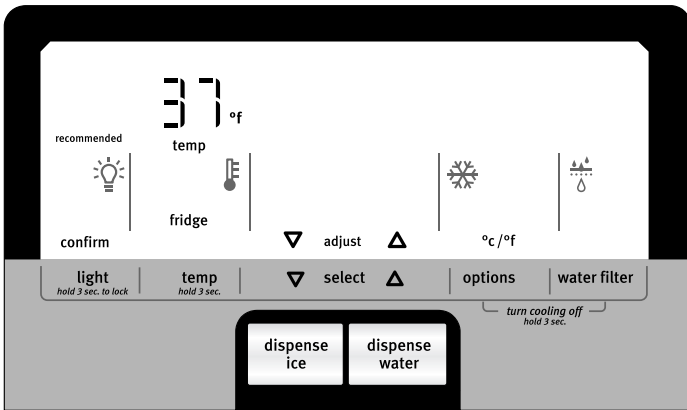 37 °f
recommended
temp
fridge
confirm
adjust
°c/°f
light
hold 3 sec. to lock
temp
hold 3 sec.
select
options
water filter
turn cooling off
hold 3 sec.
dispense
ice
dispense
water